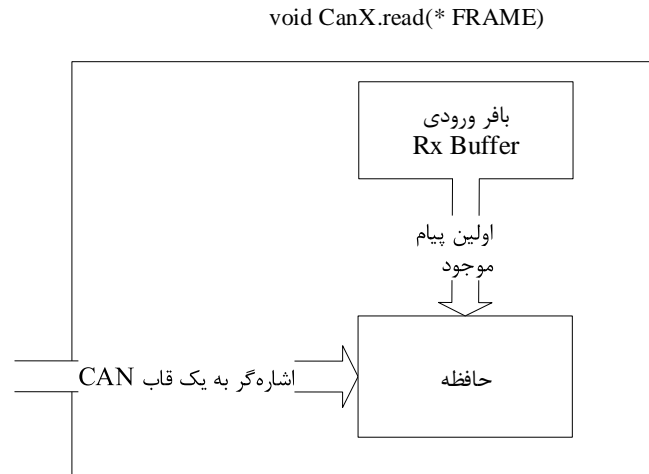 void CanX.read(* FRAME)
بافر ورودی
Rx Buffer
اولین پیام
موجود
اشاره‌گر به یک قاب CAN
حافظه